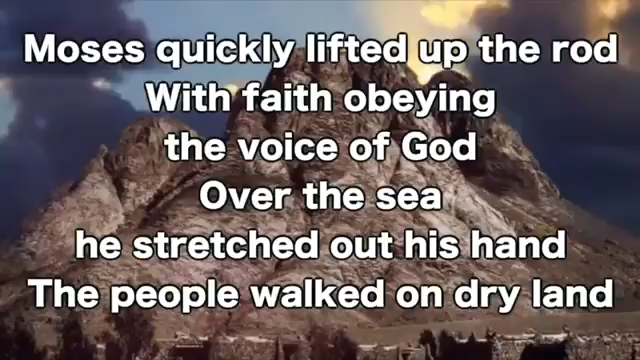 Moses quickly lifted up the rod
With faith obeying
the voice of God
Over the sea
he stretched out his hand
The people walked on dry land